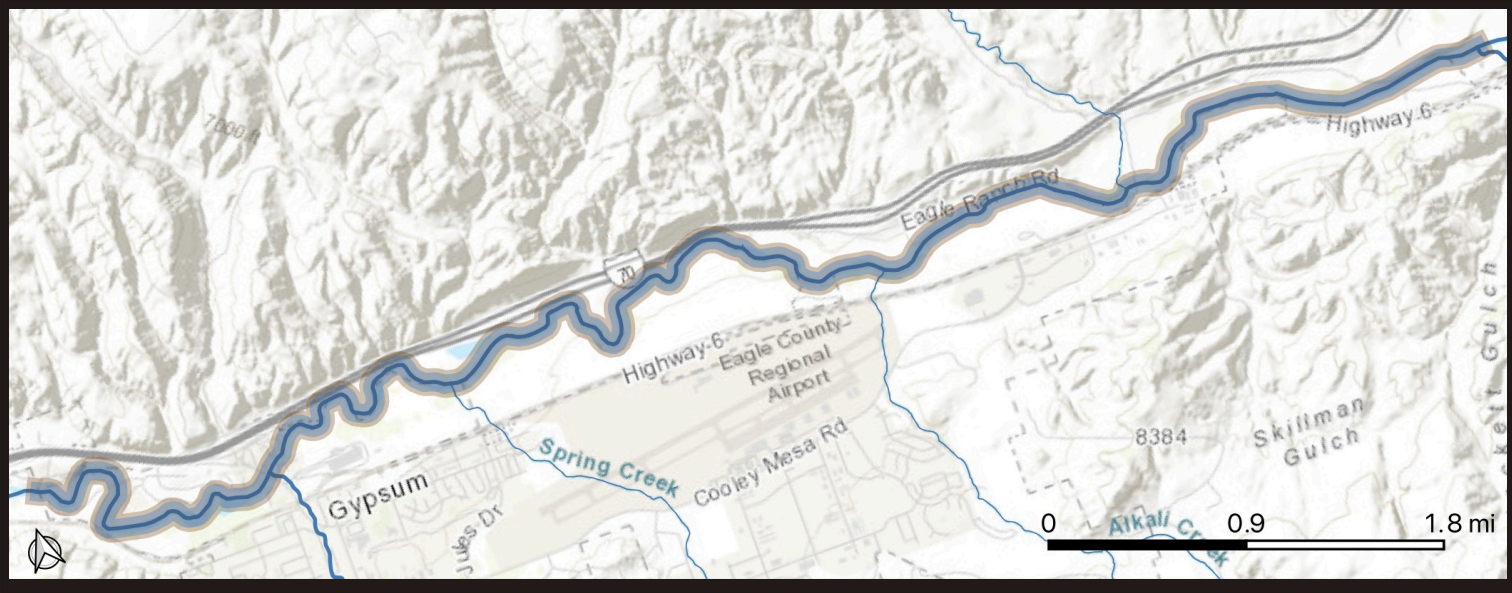 7000 ft
Highway 6
Eagle Ranch Rd
70
Highway 6
Eagle County
Regional
Airport
Skillman
Gulch
8384
Spring Creek
Cooley Mesa Rd
Gypsum
Jules Dr
Alkali Creek
Gulch
0 0.9 1.8 mi